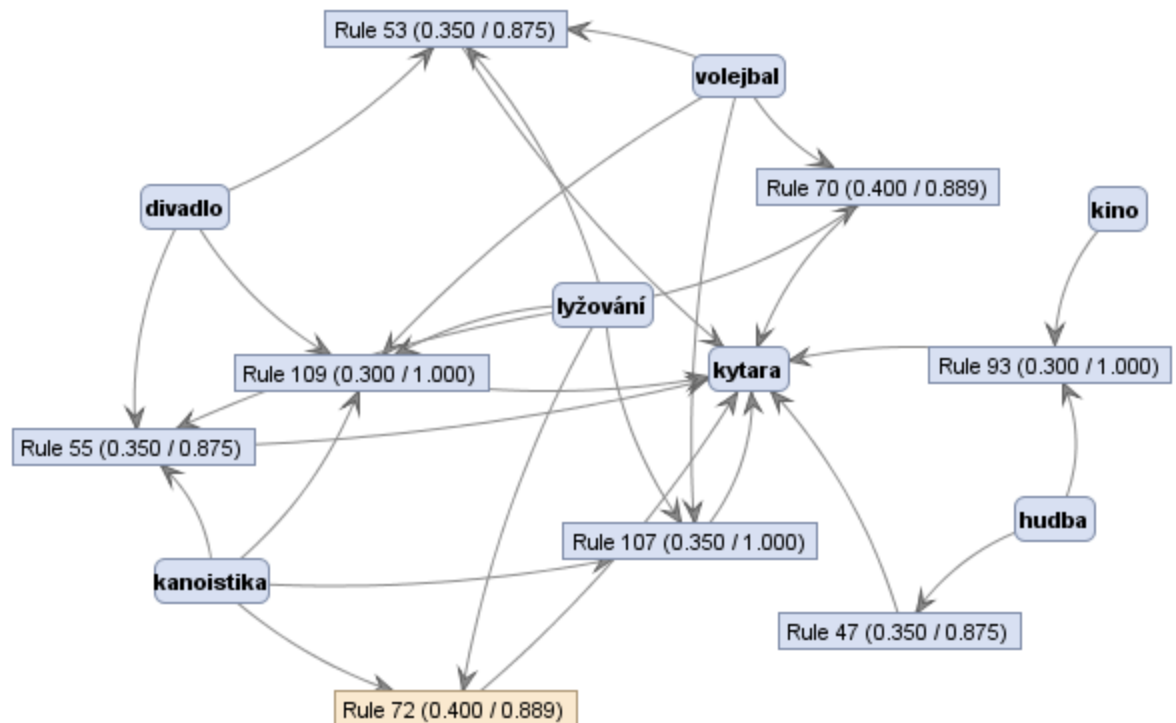 Rule 53 (0.350 / 0.875)
volejbal
Rule 70 (0.400 / 0.889)
divadlo
kino
lyžování
Rule 109 (0.300 / 1.000)
kytara
Rule 93 (0.300 / 1.000)
Rule 55 (0.350 / 0.875)
hudba
Rule 107 (0.350 / 1.000)
kanoistika
Rule 47 (0.350 / 0.875)
Rule 72 (0.400 / 0.889)